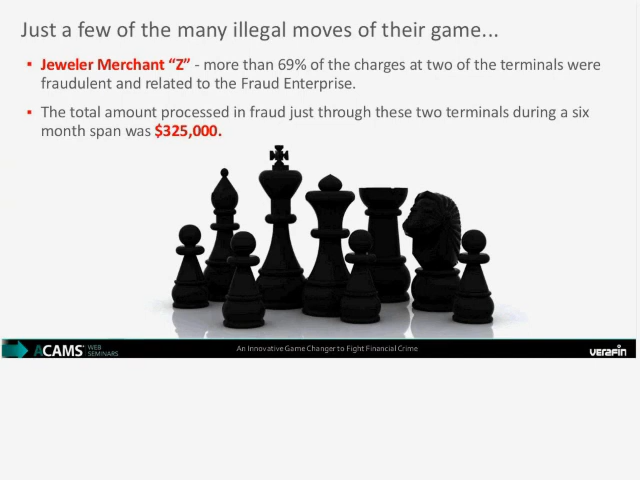 Just a few of the many illegal moves of their game...
▪ Jeweler Merchant “Z” - more than 69% of the charges at two of the terminals were
fraudulent and related to the Fraud Enterprise.
▪ The total amount processed in fraud just through these two terminals during a six
month span was $325,000.
ACAMS® WEB
SEMINARS
An Innovative Game Changer to Fight Financial Crime
verafin